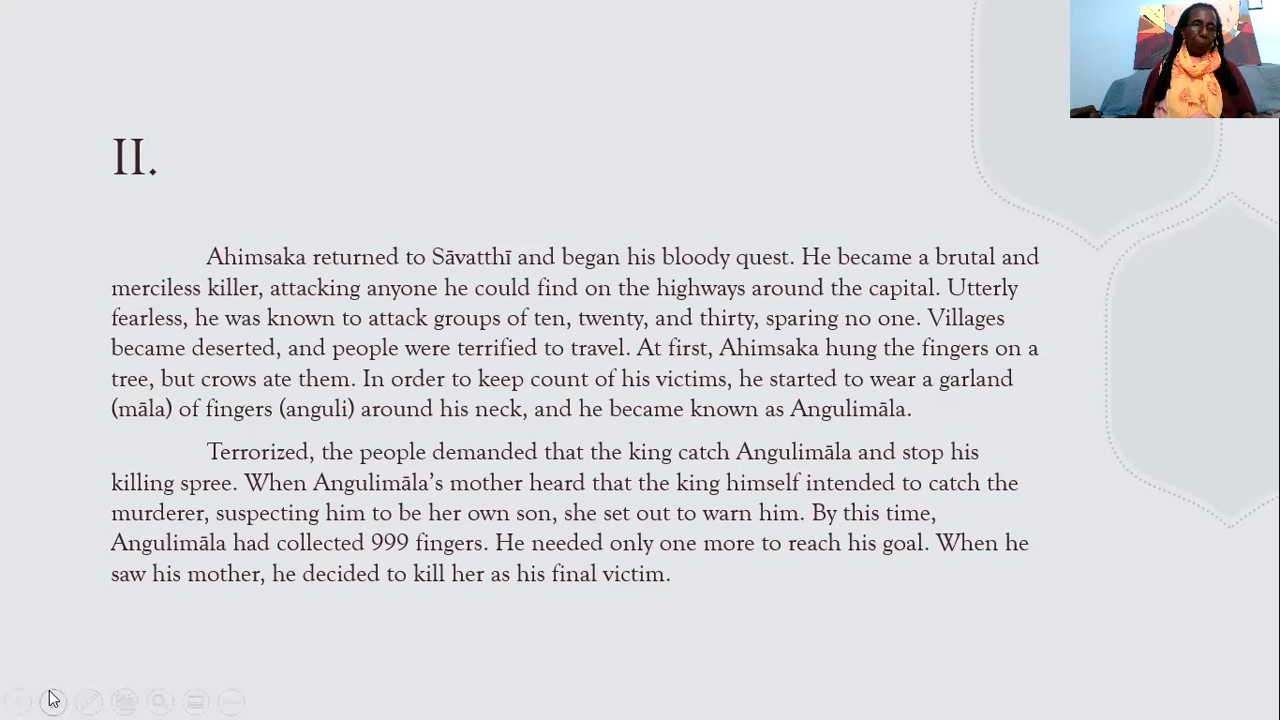 II.
Ahimsaka returned to Sāvatthī and began his bloody quest. He became a brutal and
merciless killer, attacking anyone he could find on the highways around the capital. Utterly
fearless, he was known to attack groups of ten, twenty, and thirty, sparing no one. Villages
became deserted, and people were terrified to travel. At first, Ahimsaka hung the fingers on a
tree, but crows ate them. In order to keep count of his victims, he started to wear a garland
(māla) of fingers (anguli) around his neck, and he became known as Angulimāla.
Terrorized, the people demanded that the king catch Angulimāla and stop his
killing spree. When Angulimāla’s mother heard that the king himself intended to catch the
murderer, suspecting him to be her own son, she set out to warn him. By this time,
Angulimāla had collected 999 fingers. He needed only one more to reach his goal. When he
saw his mother, he decided to kill her as his final victim.